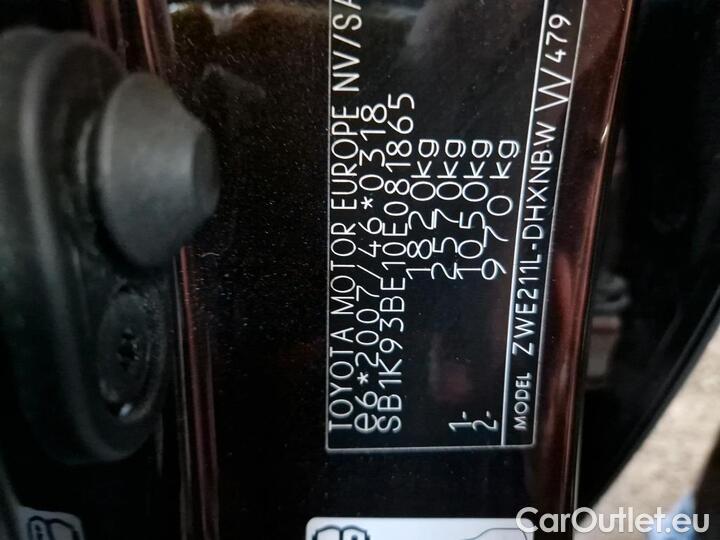 TOYOTA MOTOR EUROPE NV/SA
e6*2007/46*0318
SB1K93BE10E081865
1820kg
2570kg
1- 1050kg
2- 970kg
MODEL ZWE211L-DHXNBW W479
CarOutlet.eu